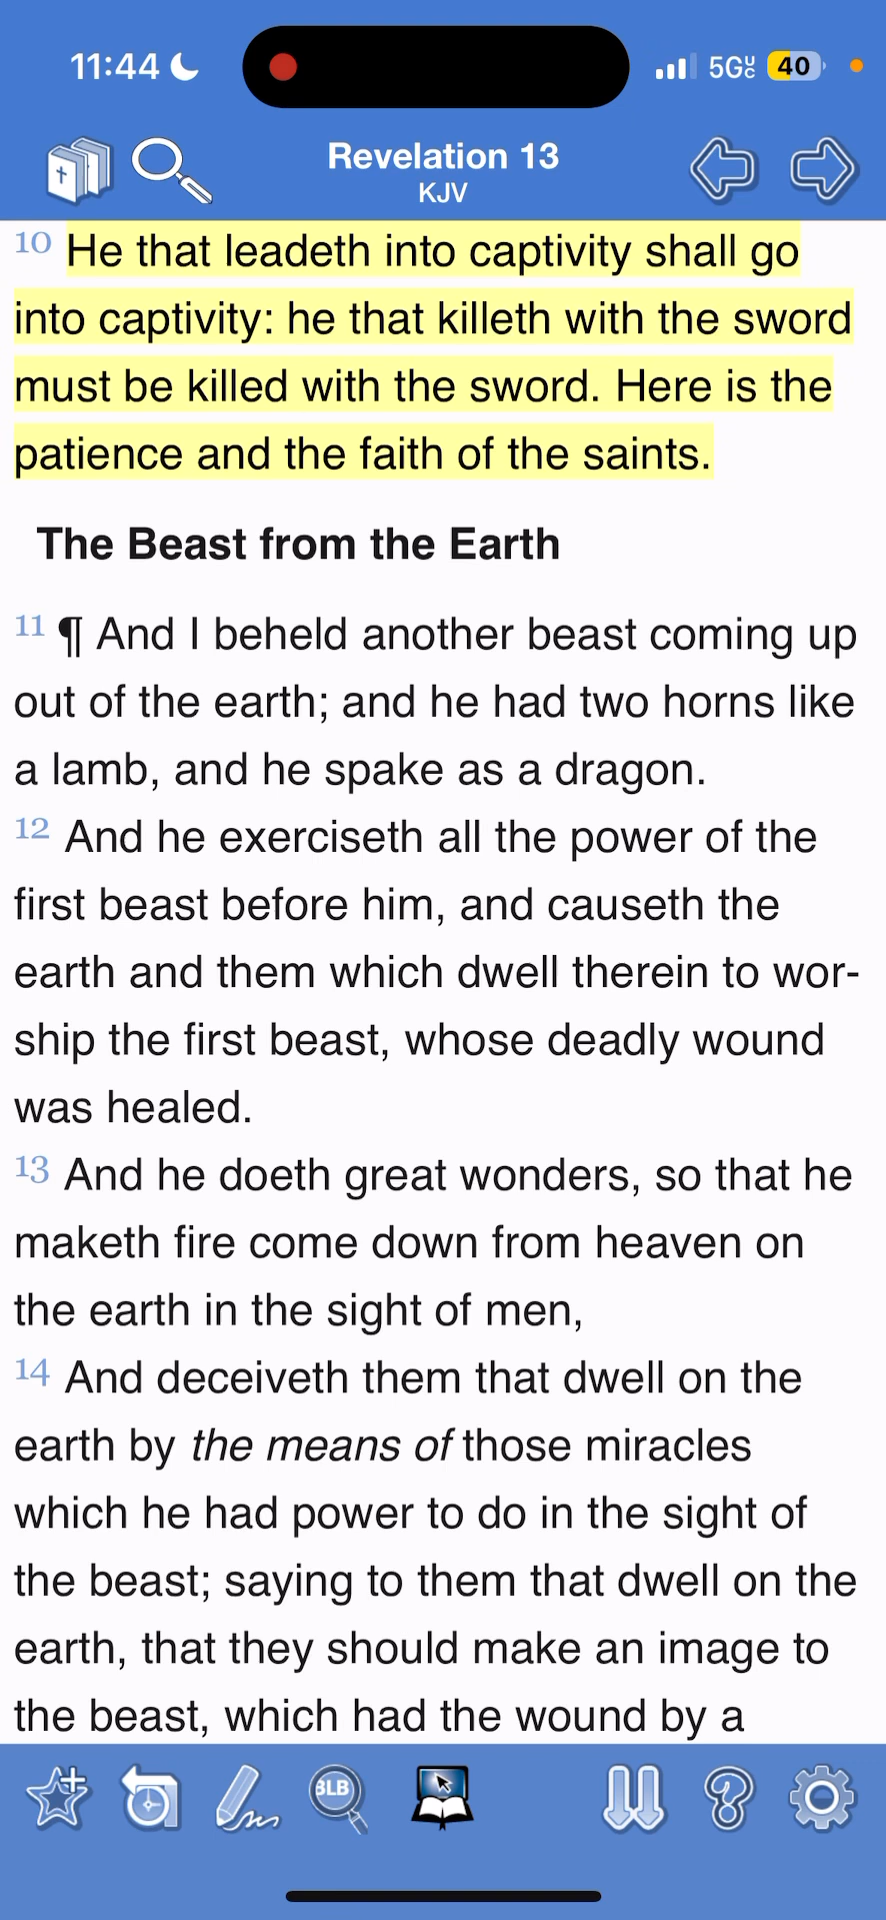 11:44
5G UC
40
Revelation 13
KJV
10 He that leadeth into captivity shall go
into captivity: he that killeth with the sword
must be killed with the sword. Here is the
patience and the faith of the saints.
The Beast from the Earth
11 ¶ And I beheld another beast coming up
out of the earth; and he had two horns like
a lamb, and he spake as a dragon.
12 And he exerciseth all the power of the
first beast before him, and causeth the
earth and them which dwell therein to wor-
ship the first beast, whose deadly wound
was healed.
13 And he doeth great wonders, so that he
maketh fire come down from heaven on
the earth in the sight of men,
14 And deceiveth them that dwell on the
earth by the means of those miracles
which he had power to do in the sight of
the beast; saying to them that dwell on the
earth, that they should make an image to
the beast, which had the wound by a
BLB